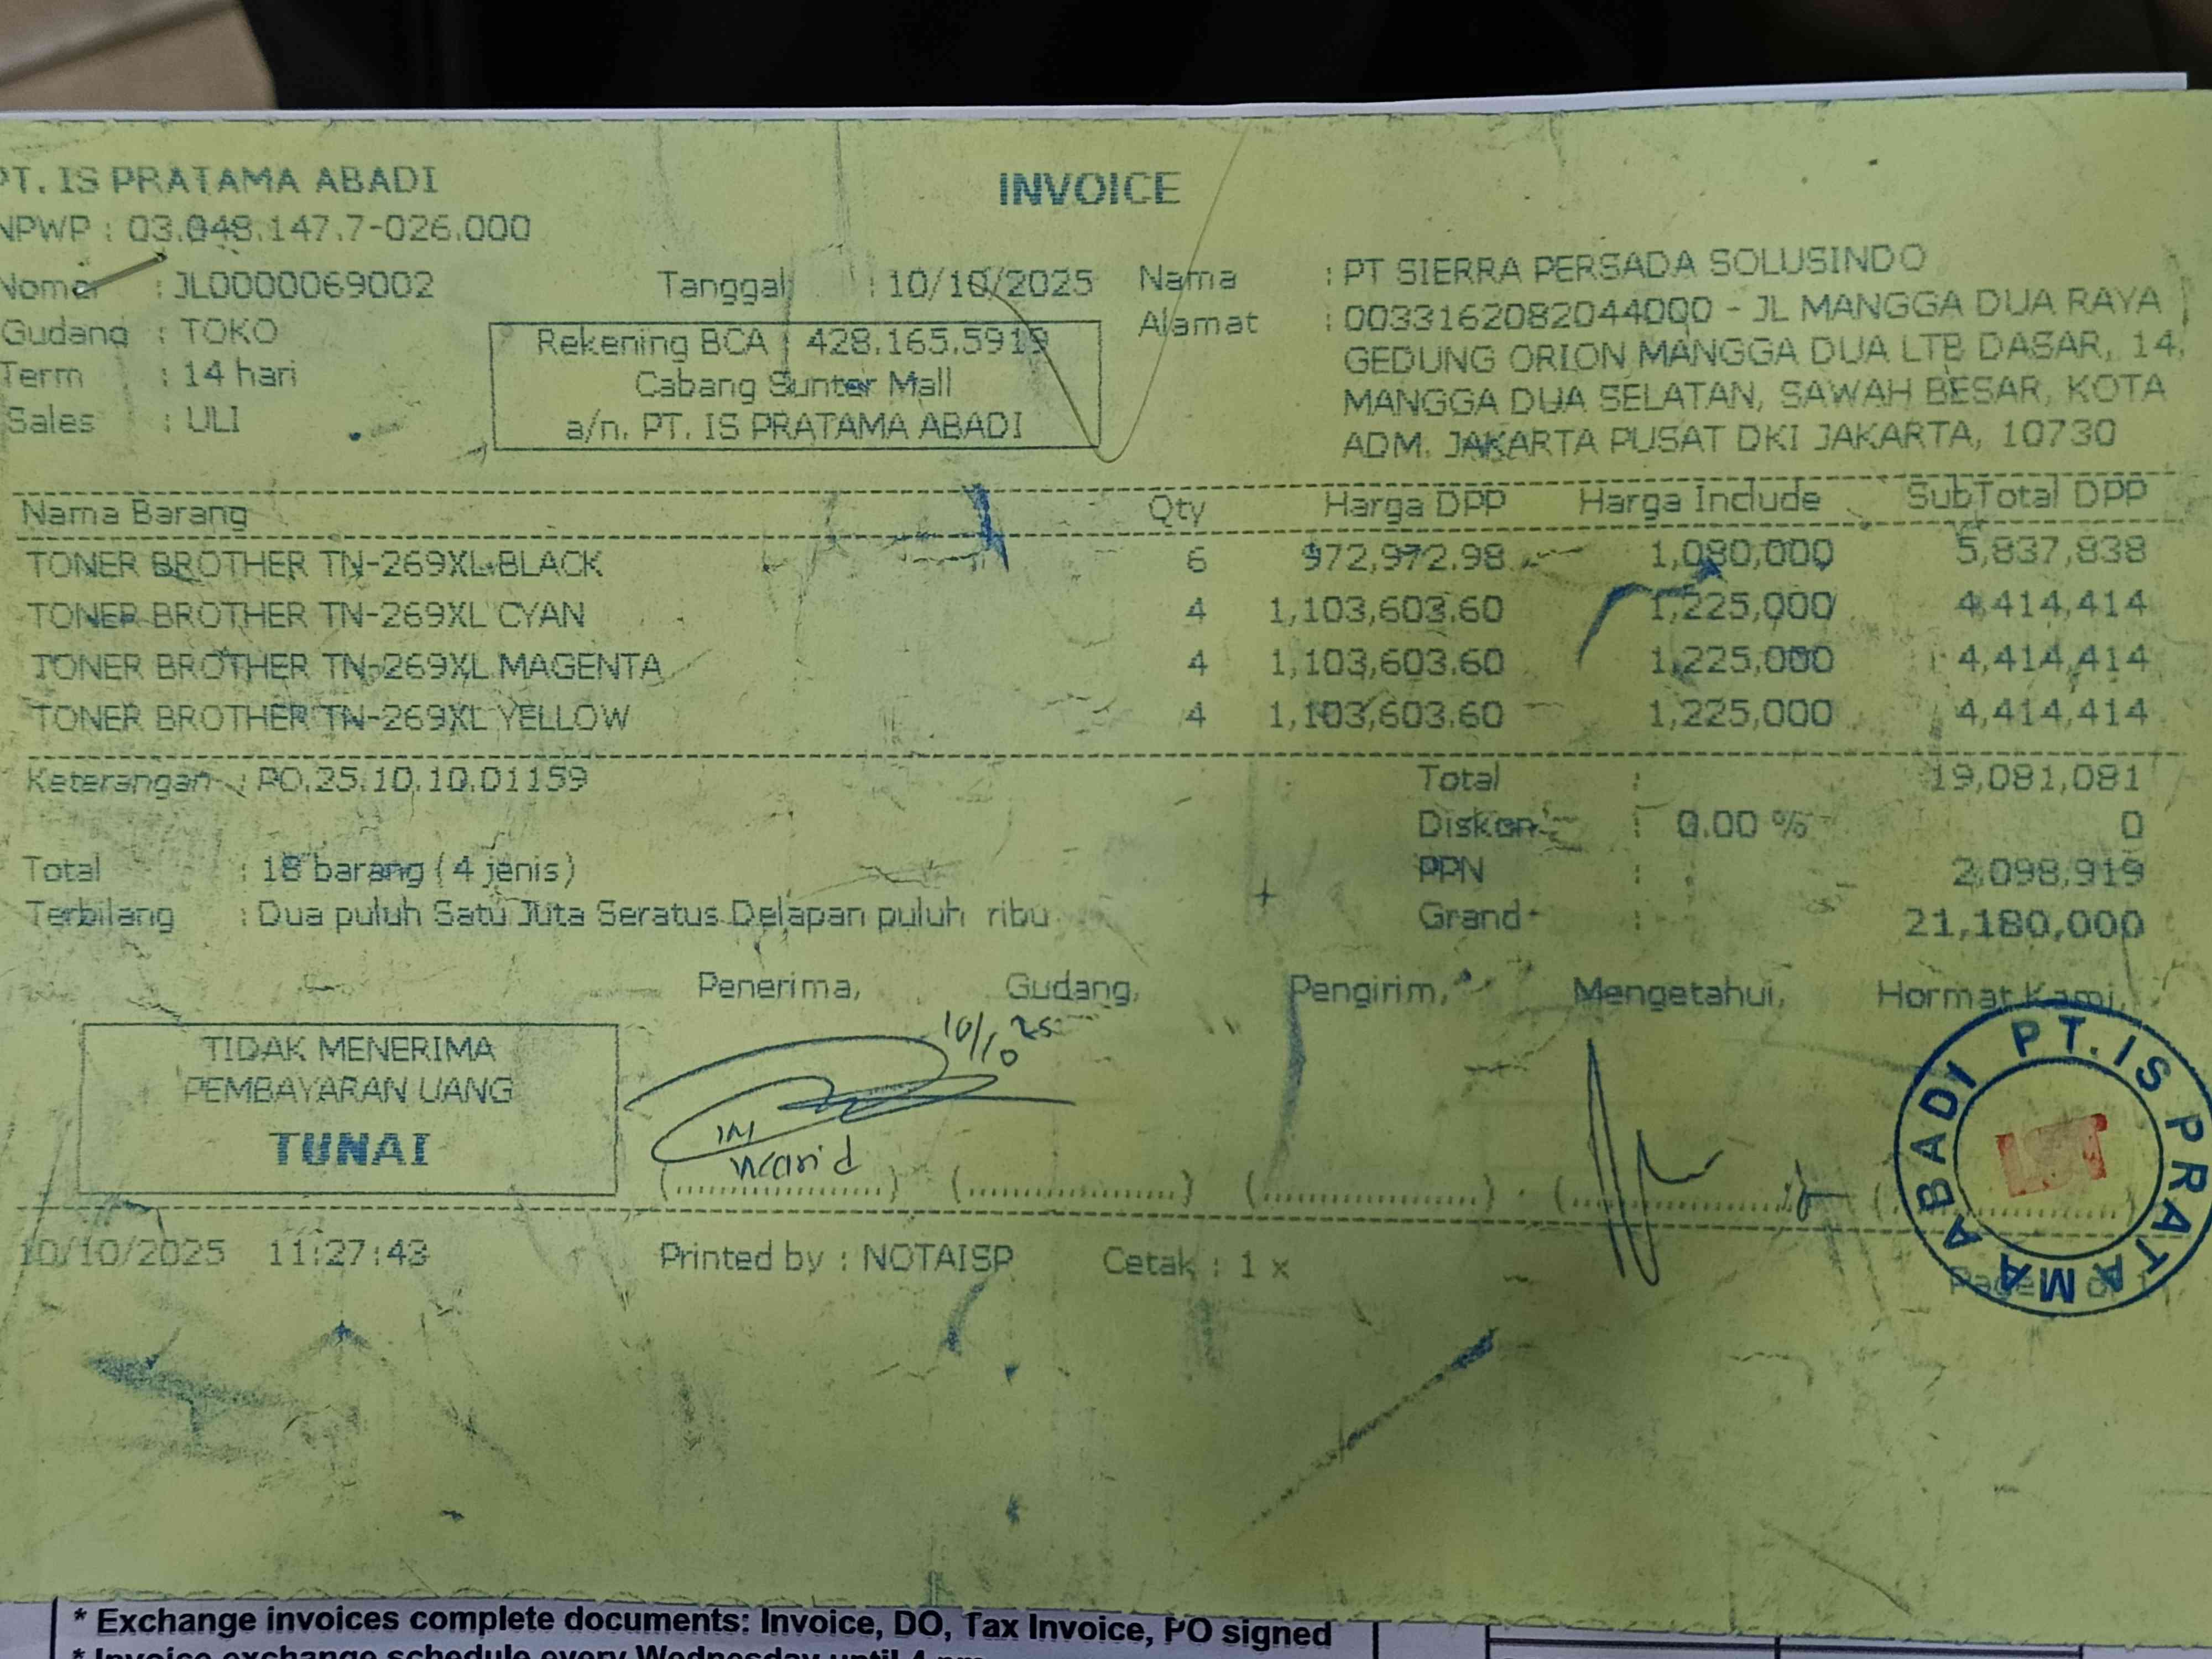 PT. IS PRATAMA ABADI
INVOICE
NPWP : 03.048.147.7-026.000
Nomor : JL0000069002
Tanggal : 10/10/2025
Nama : PT SIERRA PERSADA SOLUSINDO
Gudang : TOKO
Rekening BCA : 428.165.5919
Alamat : 0033162082044000 - JL MANGGA DUA RAYA
GEDUNG ORION MANGGA DUA LTB DASAR, 14,
MANGGA DUA SELATAN, SAWAH BESAR, KOTA
ADM. JAKARTA PUSAT DKI JAKARTA, 10730
Term : 14 hari
Cabang Sunter Mall
Sales : ULI
a/n. PT. IS PRATAMA ABADI
Nama Barang Qty Harga DPP Harga Include SubTotal DPP
TONER BROTHER TN-269XL BLACK 6 972,972.98 1,080,000 5,837,838
TONER BROTHER TN-269XL CYAN 4 1,103,603.60 1,225,000 4,414,414
TONER BROTHER TN-269XL MAGENTA 4 1,103,603.60 1,225,000 4,414,414
TONER BROTHER TN-269XL YELLOW 4 1,103,603.60 1,225,000 4,414,414
Keterangan : PO.25.10.10.01159
Total : 19,081,081
Diskon : 0.00 % 0
Total : 18 barang ( 4 jenis)
PPN : 2,098,919
Terbilang : Dua puluh Satu Juta Seratus Delapan puluh ribu
Grand : 21,180,000
Penerima, Gudang, Pengirim, Mengetahui, Hormat Kami,
10/10 25
TIDAK MENERIMA
PEMBAYARAN UANG
TUNAI
PT. IS PRATAMA ABADI
10/10/2025 11:27:43 Printed by : NOTAISP Cetak : 1 x
* Exchange invoices complete documents: Invoice, DO, Tax Invoice, PO signed
* Invoice exchange schedule every Wednesday until 4 pm